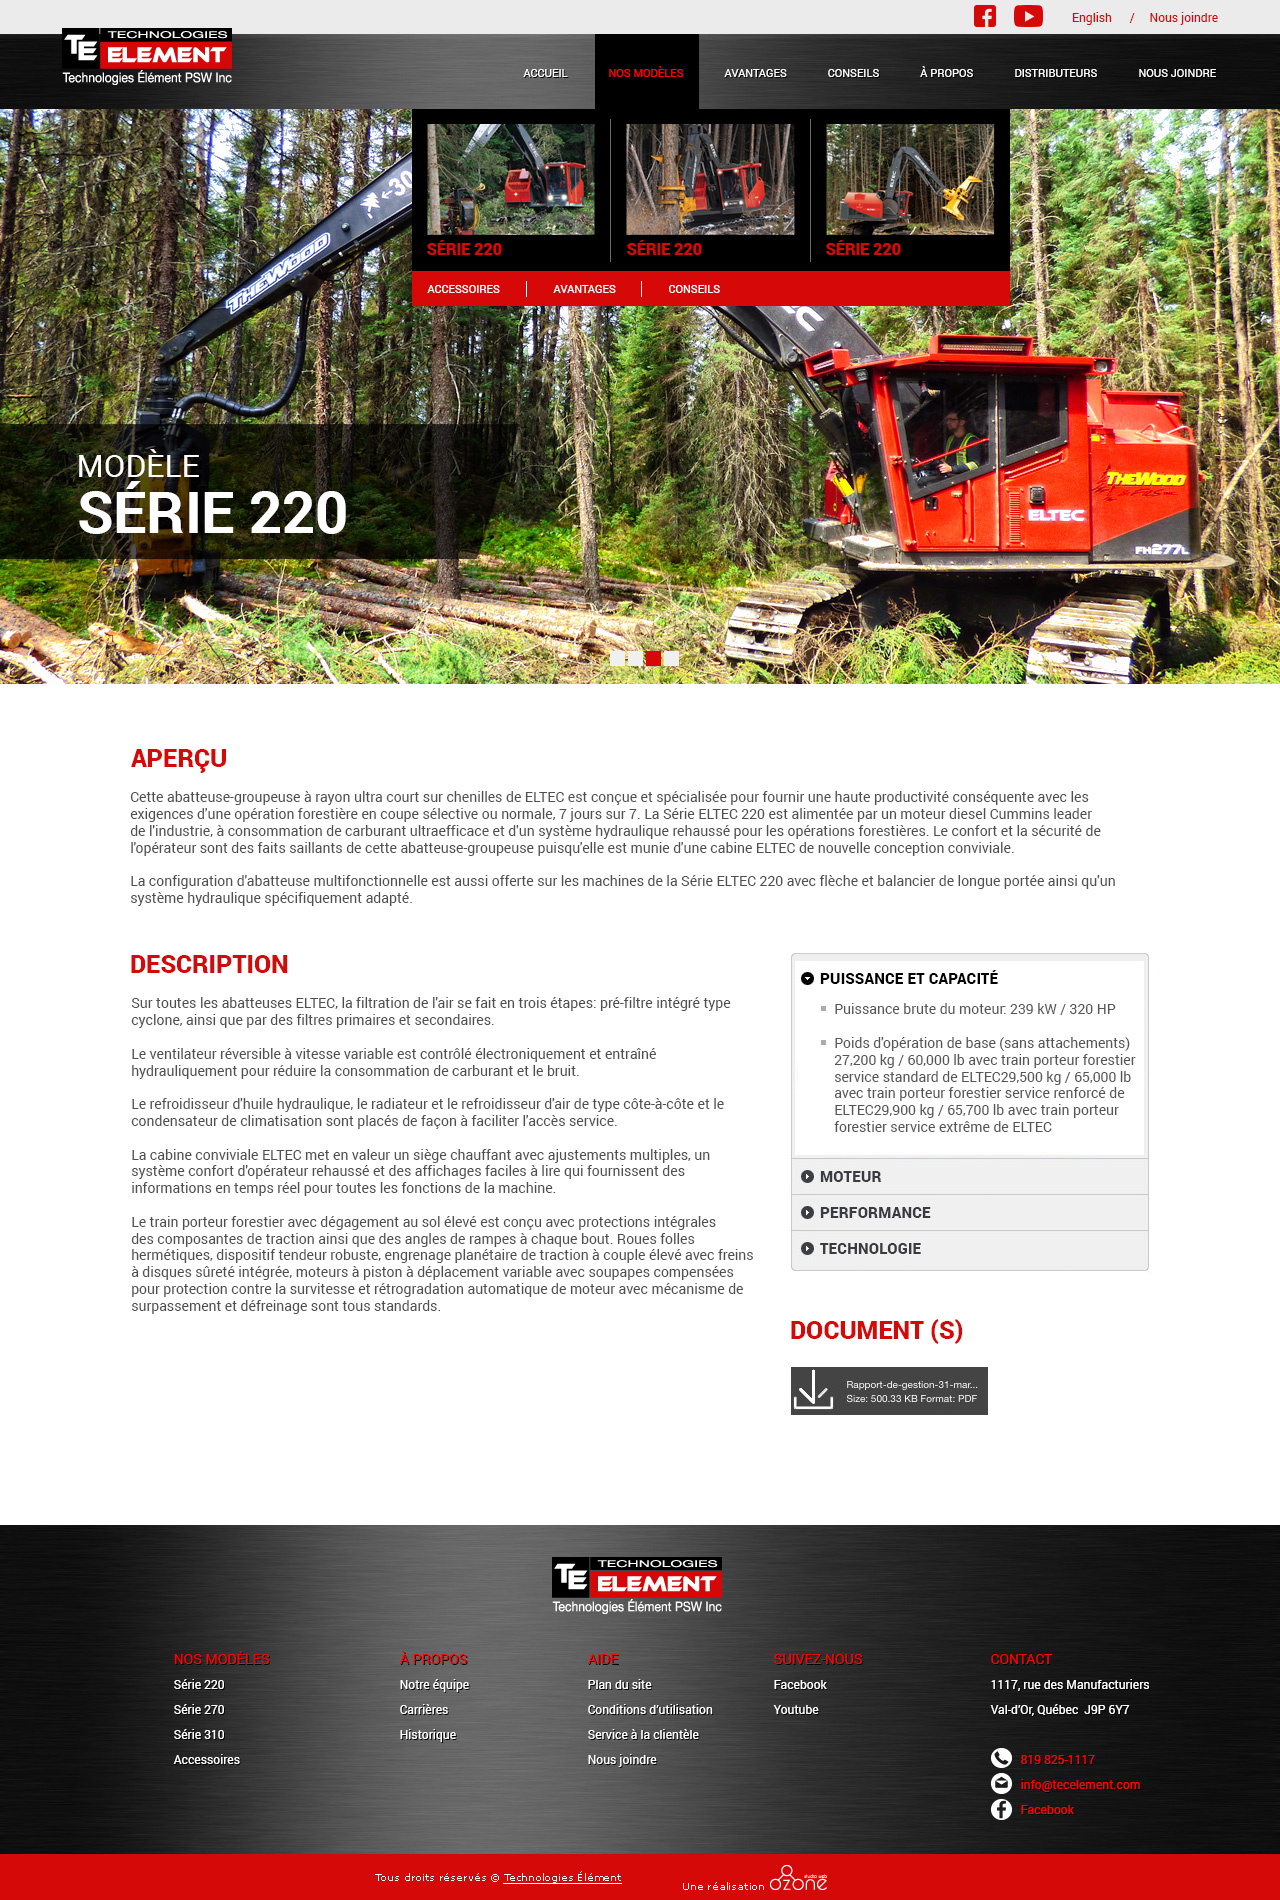 English / Nous joindre
TE TECHNOLOGIES
ELEMENT
Technologies Élément PSW Inc
ACCUEIL NOS MODÈLES AVANTAGES CONSEILS À PROPOS DISTRIBUTEURS NOUS JOINDRE
SÉRIE 220 SÉRIE 220 SÉRIE 220
ACCESSOIRES AVANTAGES CONSEILS
THEWOOD
MODÈLE
SÉRIE 220
THEWOOD
ELTEC
FH277L
APERÇU
Cette abatteuse-groupeuse à rayon ultra court sur chenilles de ELTEC est conçue et spécialisée pour fournir une haute productivité conséquente avec les
exigences d'une opération forestière en coupe sélective ou normale, 7 jours sur 7. La Série ELTEC 220 est alimentée par un moteur diesel Cummins leader
de l'industrie, à consommation de carburant ultraefficace et d'un système hydraulique rehaussé pour les opérations forestières. Le confort et la sécurité de
l'opérateur sont des faits saillants de cette abatteuse-groupeuse puisqu'elle est munie d'une cabine ELTEC de nouvelle conception conviviale.
La configuration d'abatteuse multifonctionnelle est aussi offerte sur les machines de la Série ELTEC 220 avec flèche et balancier de longue portée ainsi qu'un
système hydraulique spécifiquement adapté.
DESCRIPTION
Sur toutes les abatteuses ELTEC, la filtration de l'air se fait en trois étapes: pré-filtre intégré type
cyclone, ainsi que par des filtres primaires et secondaires.
Le ventilateur réversible à vitesse variable est contrôlé électroniquement et entraîné
hydrauliquement pour réduire la consommation de carburant et le bruit.
Le refroidisseur d'huile hydraulique, le radiateur et le refroidisseur d'air de type côte-à-côte et le
condensateur de climatisation sont placés de façon à faciliter l'accès service.
La cabine conviviale ELTEC met en valeur un siège chauffant avec ajustements multiples, un
système confort d'opérateur rehaussé et des affichages faciles à lire qui fournissent des
informations en temps réel pour toutes les fonctions de la machine.
Le train porteur forestier avec dégagement au sol élevé est conçu avec protections intégrales
des composantes de traction ainsi que des angles de rampes à chaque bout. Roues folles
hermétiques, dispositif tendeur robuste, engrenage planétaire de traction à couple élevé avec freins
à disques sûreté intégrée, moteurs à piston à déplacement variable avec soupapes compensées
pour protection contre la survitesse et rétrogradation automatique de moteur avec mécanisme de
surpassement et défreinage sont tous standards.
PUISSANCE ET CAPACITÉ
Puissance brute du moteur: 239 kW / 320 HP
Poids d'opération de base (sans attachements)
27,200 kg / 60,000 lb avec train porteur forestier
service standard de ELTEC29,500 kg / 65,000 lb
avec train porteur forestier service renforcé de
ELTEC29,900 kg / 65,700 lb avec train porteur
forestier service extrême de ELTEC
MOTEUR
PERFORMANCE
TECHNOLOGIE
DOCUMENT (S)
Rapport-de-gestion-31-mar...
Size: 500.33 KB Format: PDF
TE TECHNOLOGIES
ELEMENT
Technologies Élément PSW Inc
NOS MODÈLES
Série 220
Série 270
Série 310
Accessoires
À PROPOS
Notre équipe
Carrières
Historique
AIDE
Plan du site
Conditions d'utilisation
Service à la clientèle
Nous joindre
SUIVEZ-NOUS
Facebook
Youtube
CONTACT
1117, rue des Manufacturiers
Val-d'Or, Québec J9P 6Y7
819 825-1117
info@tecelement.com
Facebook
Tous droits réservés © Technologies Élément
Une réalisation ozone studio web